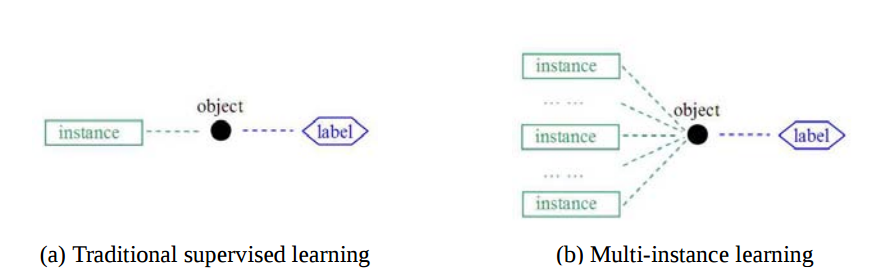 object
instance
label
(a) Traditional supervised learning
instance
... ...
object
instance
label
... ...
instance
(b) Multi-instance learning